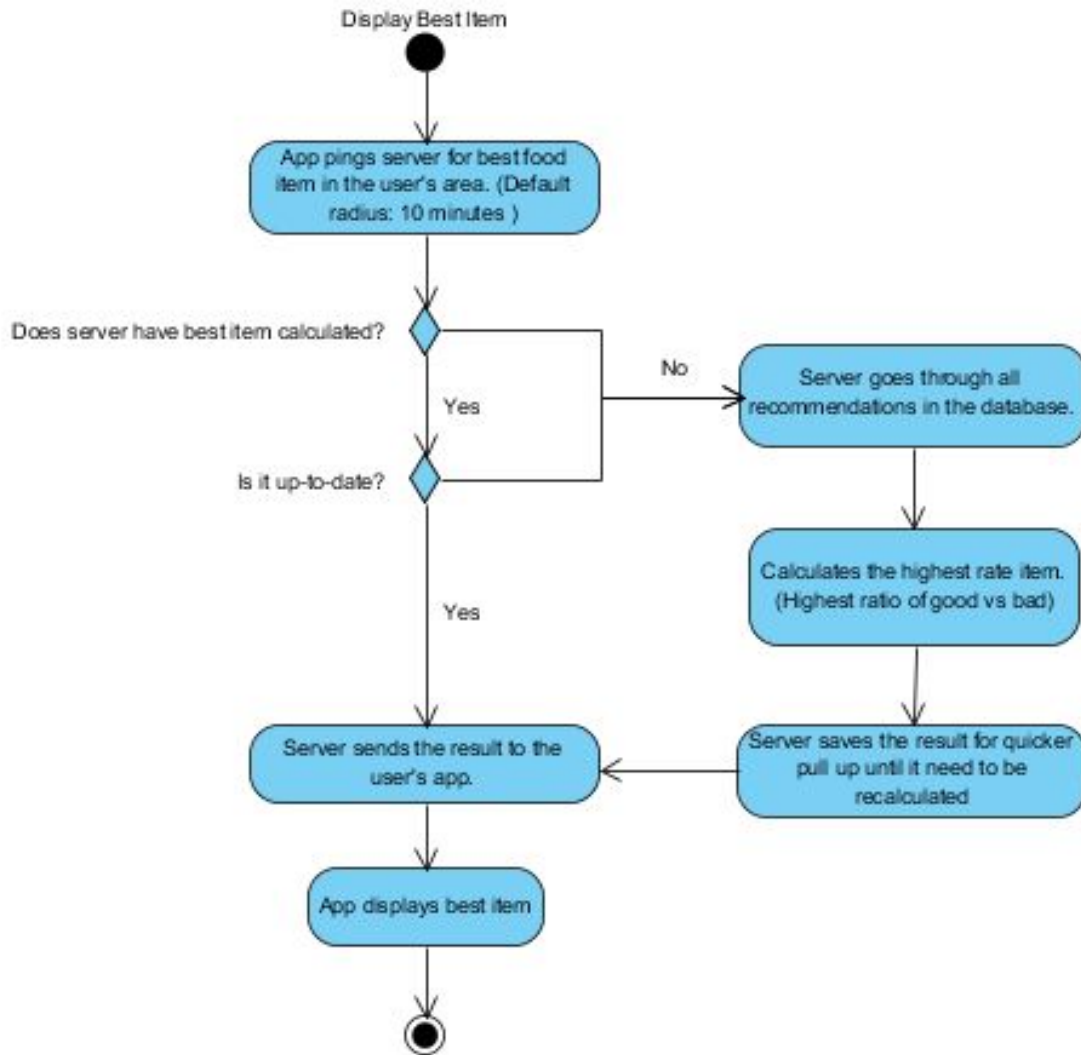 Display Best Item
App pings server for best food
item in the user's area. (Default
radius: 10 minutes )
Does server have best item calculated?
No
Server goes through all
recommendations in the database.
Yes
Is it up-to-date?
Calculates the highest rate item.
(Highest ratio of good vs bad)
Yes
Server sends the result to the
user's app.
Server saves the result for quicker
pull up until it need to be
recalculated
App displays best item